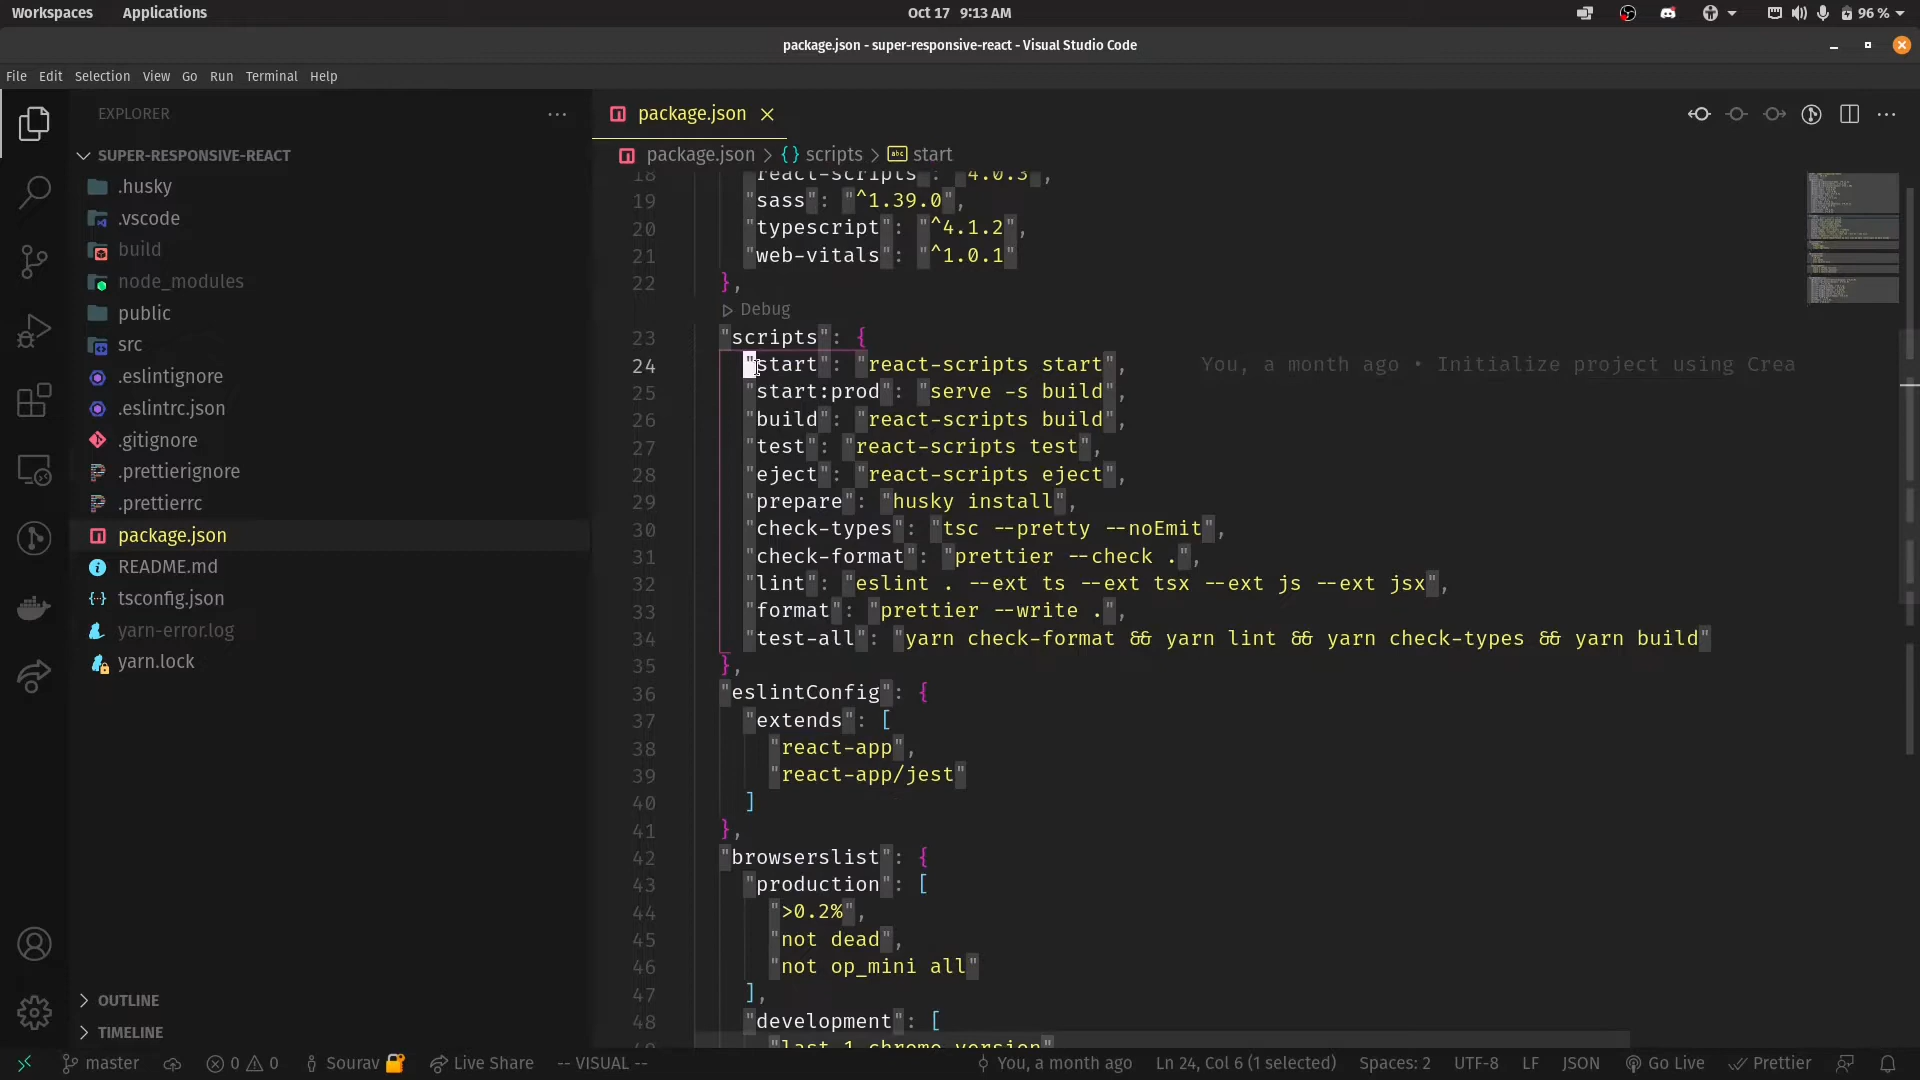 Workspaces
Applications
Oct 17 9:13 AM
96 %
package.json - super-responsive-react - Visual Studio Code
File Edit Selection View Go Run Terminal Help
EXPLORER
SUPER-RESPONSIVE-REACT
.husky
.vscode
build
node_modules
public
src
.eslintignore
.eslintrc.json
.gitignore
.prettierignore
.prettierrc
package.json
README.md
tsconfig.json
yarn-error.log
yarn.lock
OUTLINE
TIMELINE
package.json
package.json > {} scripts > abc start
18 "react-scripts": "4.0.3",
19 "sass": "^1.39.0",
20 "typescript": "^4.1.2",
21 "web-vitals": "^1.0.1"
22 },
Debug
23 "scripts": {
24 "start": "react-scripts start", You, a month ago • Initialize project using Crea
25 "start:prod": "serve -s build",
26 "build": "react-scripts build",
27 "test": "react-scripts test",
28 "eject": "react-scripts eject",
29 "prepare": "husky install",
30 "check-types": "tsc --pretty --noEmit",
31 "check-format": "prettier --check .",
32 "lint": "eslint . --ext ts --ext tsx --ext js --ext jsx",
33 "format": "prettier --write .",
34 "test-all": "yarn check-format && yarn lint && yarn check-types && yarn build"
35 },
36 "eslintConfig": {
37 "extends": [
38 "react-app",
39 "react-app/jest"
40 ]
41 },
42 "browserslist": {
43 "production": [
44 ">0.2%",
45 "not dead",
46 "not op_mini all"
47 ],
48 "development": [
"last 1 chrome version"
master
0 0
Sourav
Live Share
-- VISUAL --
You, a month ago
Ln 24, Col 6 (1 selected)
Spaces: 2
UTF-8
LF
JSON
Go Live
Prettier